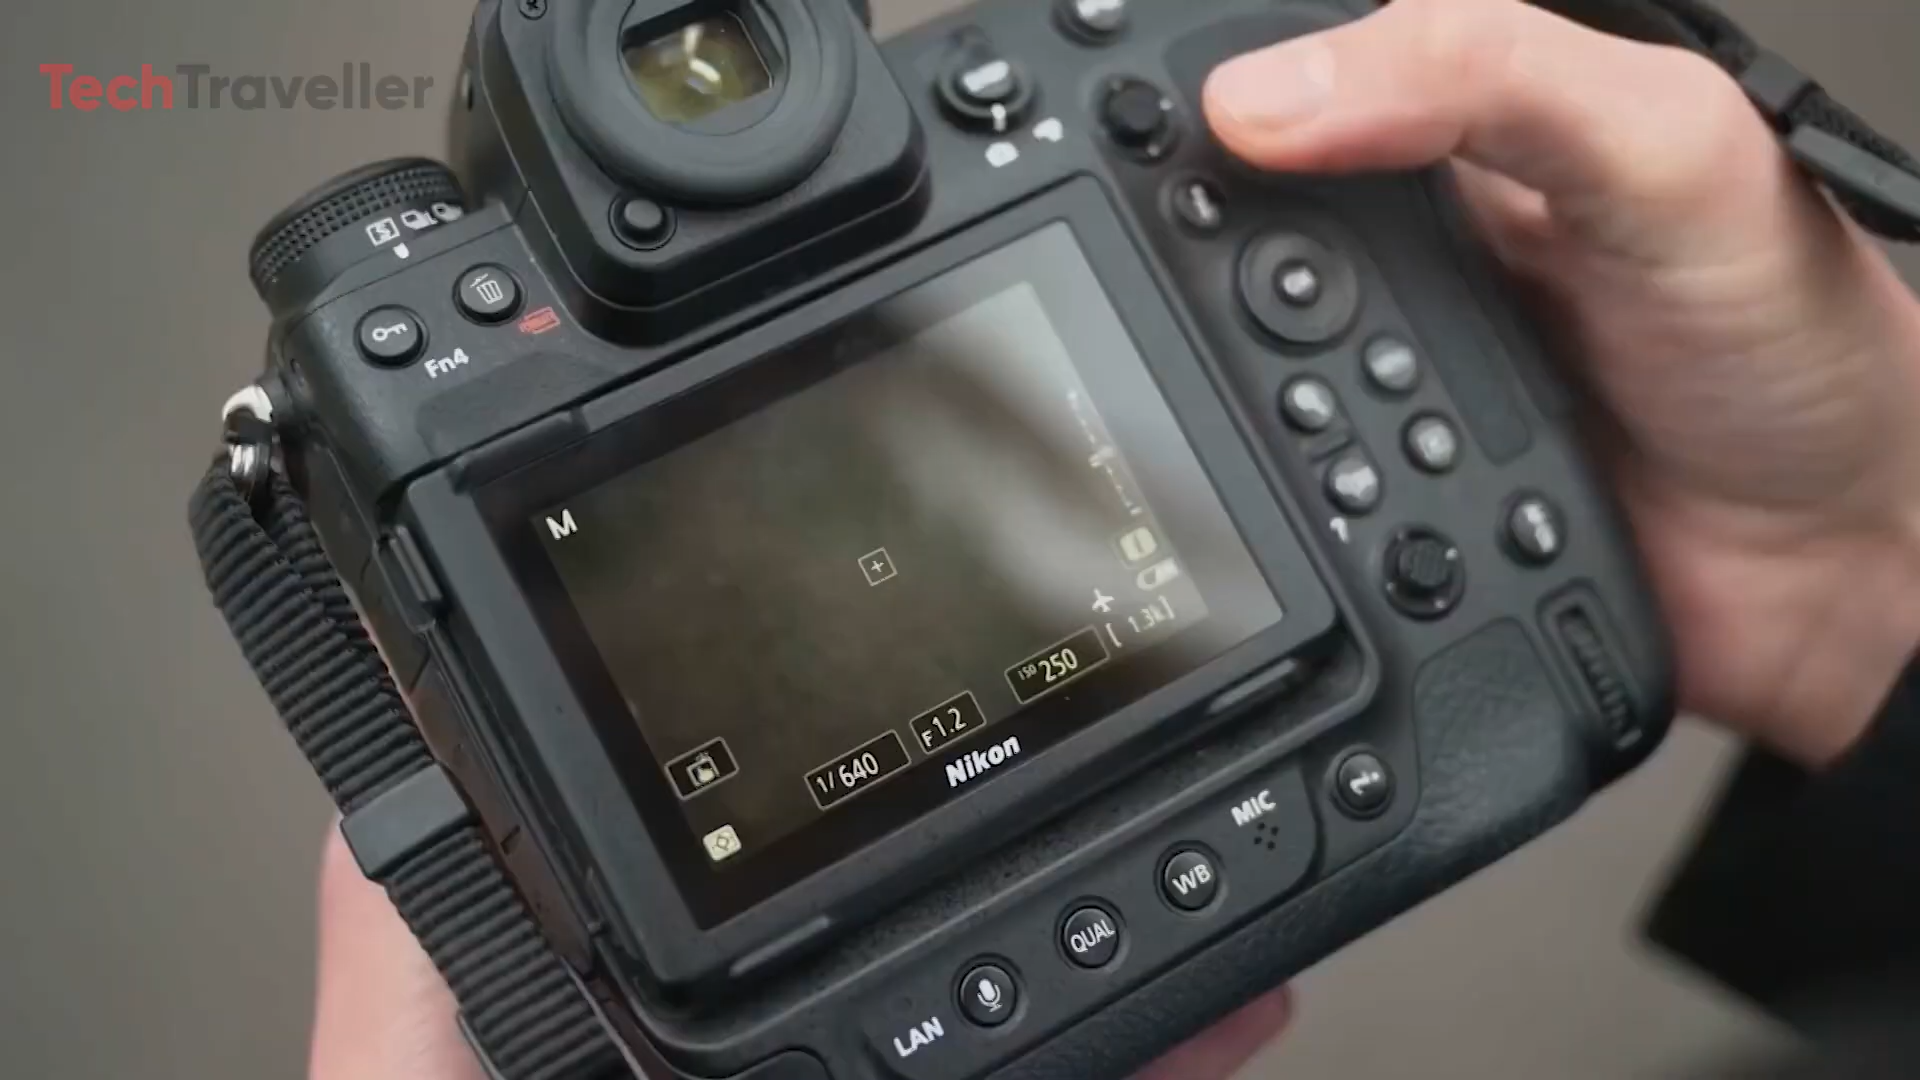 TechTraveller
S
Fn4
M
[ 1.3k]
ISO 250
F1.2
1/ 640
Nikon
MIC
WB
QUAL
LAN